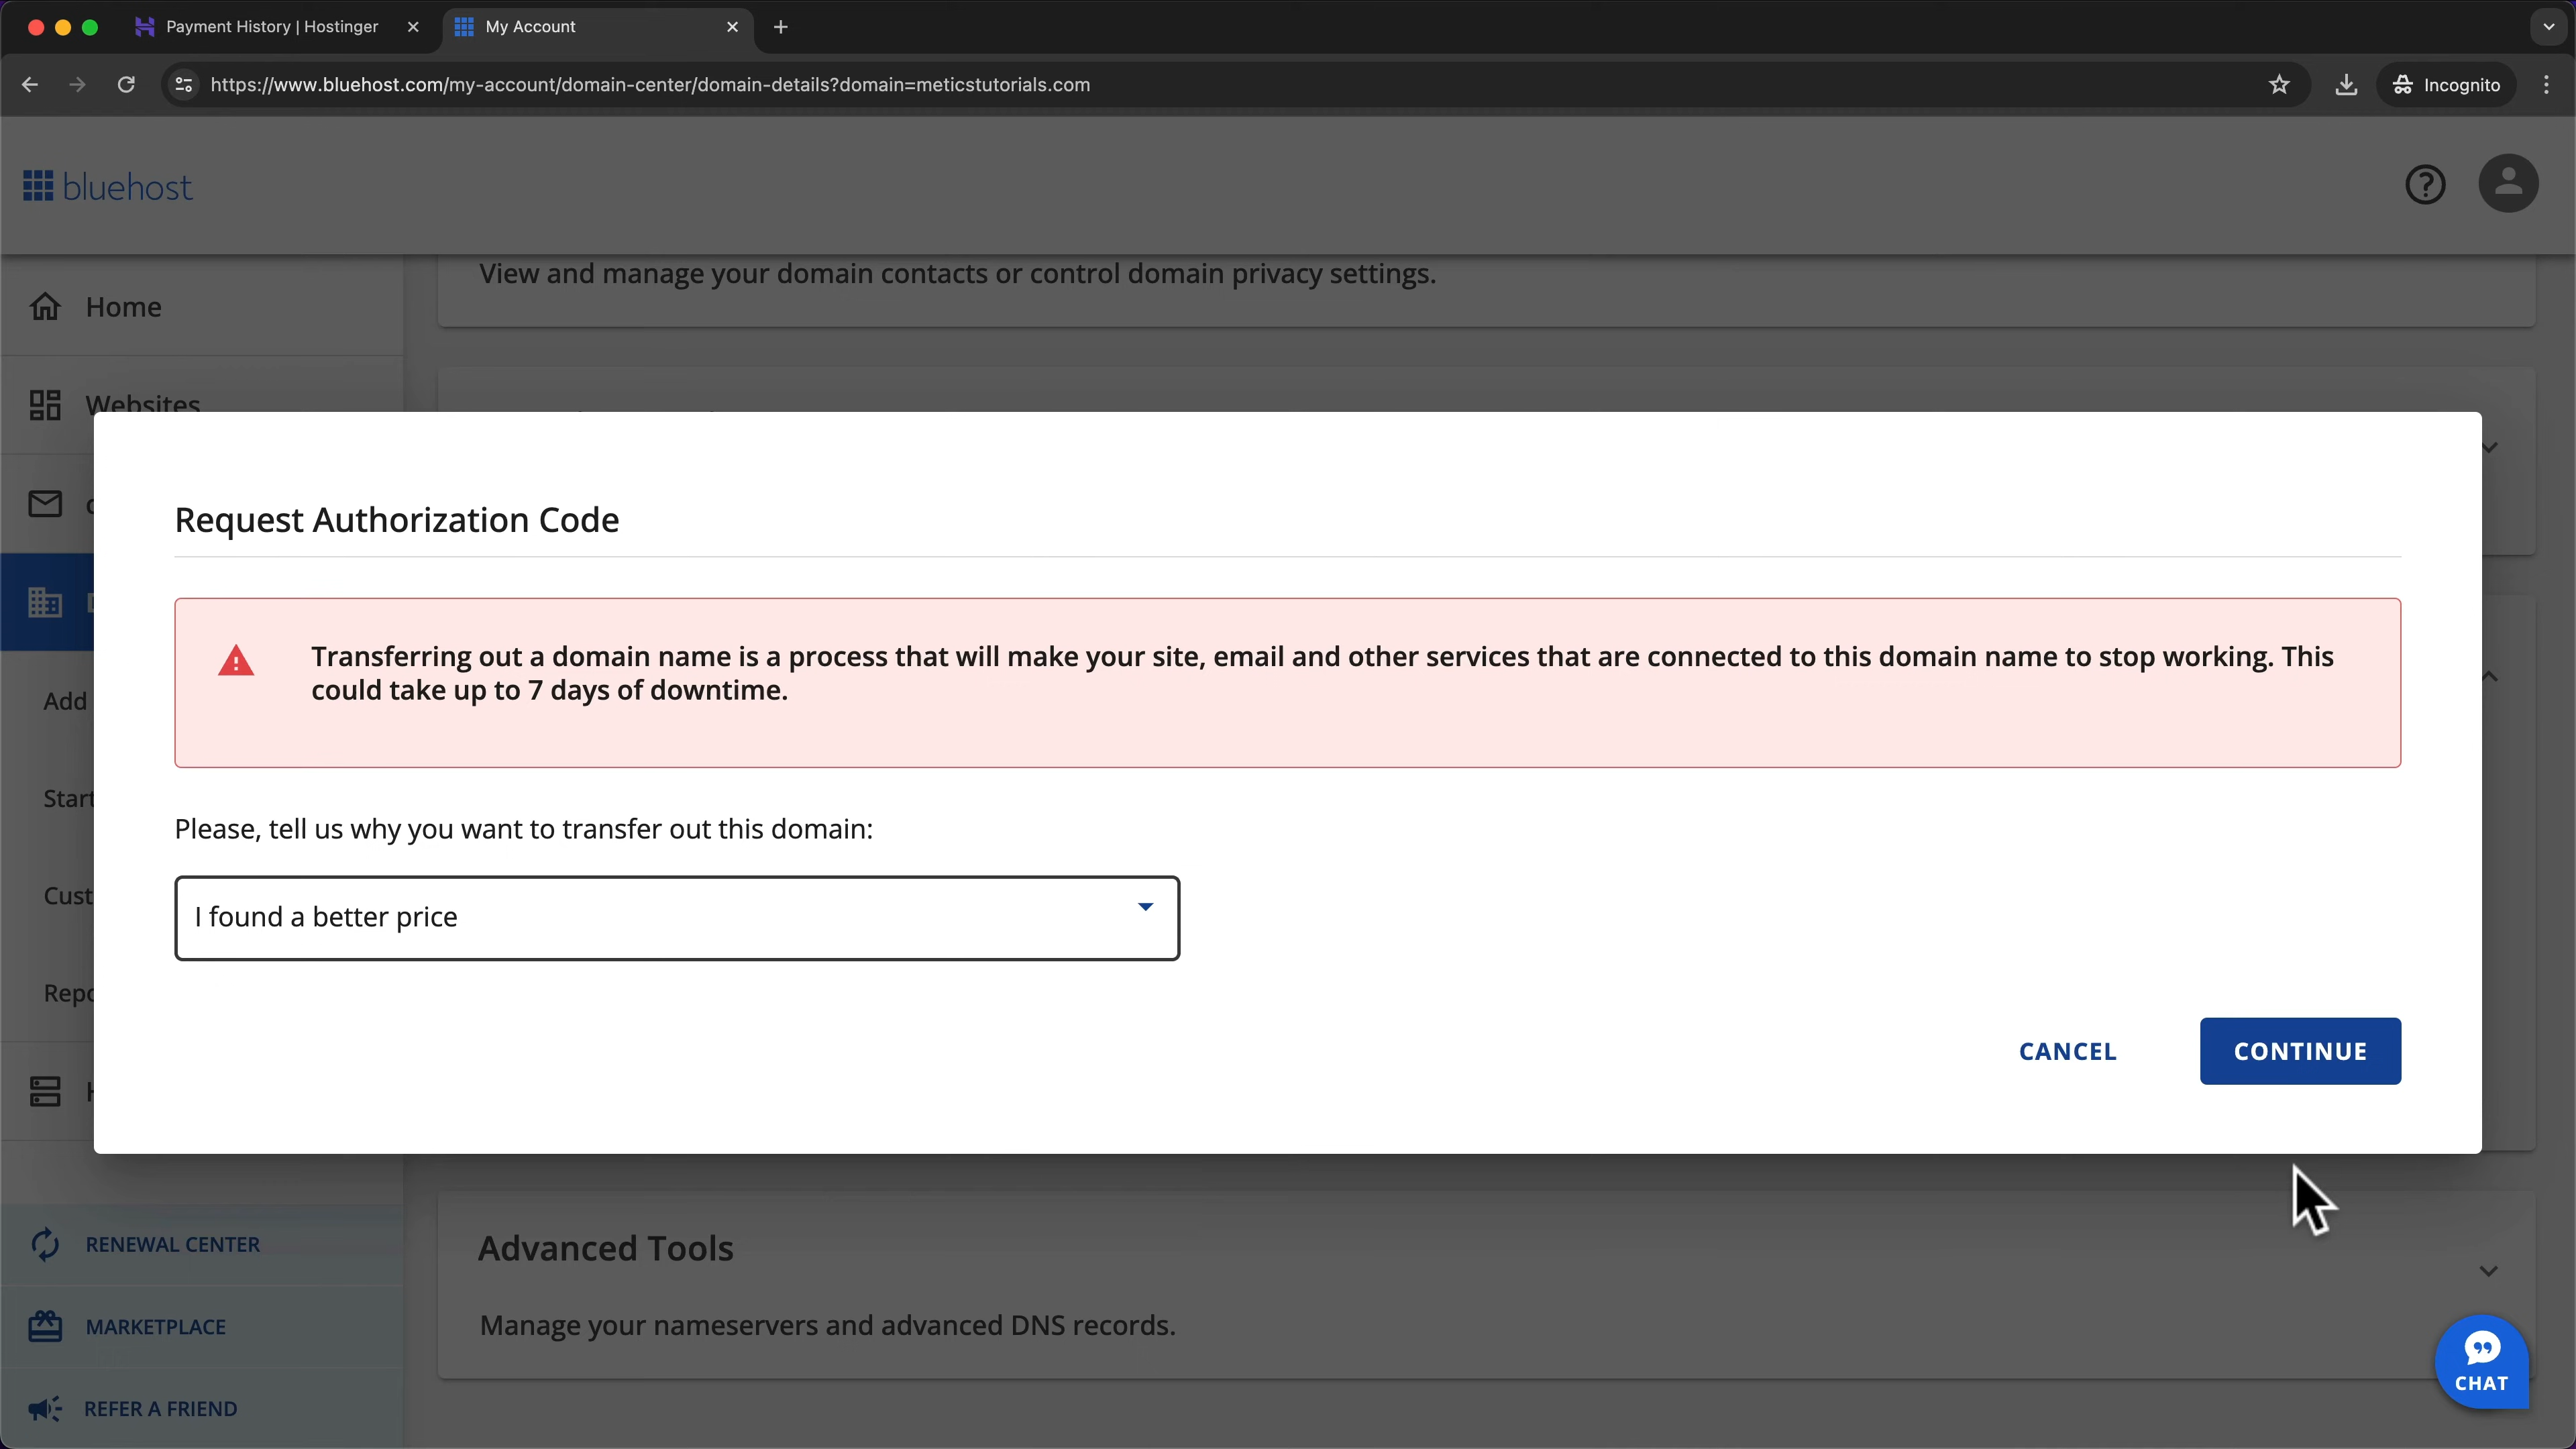 Payment History | Hostinger
My Account
https://www.bluehost.com/my-account/domain-center/domain-details?domain=meticstutorials.com
Incognito
bluehost
View and manage your domain contacts or control domain privacy settings.
Home
Websites
Request Authorization Code
Transferring out a domain name is a process that will make your site, email and other services that are connected to this domain name to stop working. This
could take up to 7 days of downtime.
Add
Start
Cust
Repo
Please, tell us why you want to transfer out this domain:
I found a better price
CANCEL
CONTINUE
RENEWAL CENTER
MARKETPLACE
REFER A FRIEND
Advanced Tools
Manage your nameservers and advanced DNS records.
CHAT